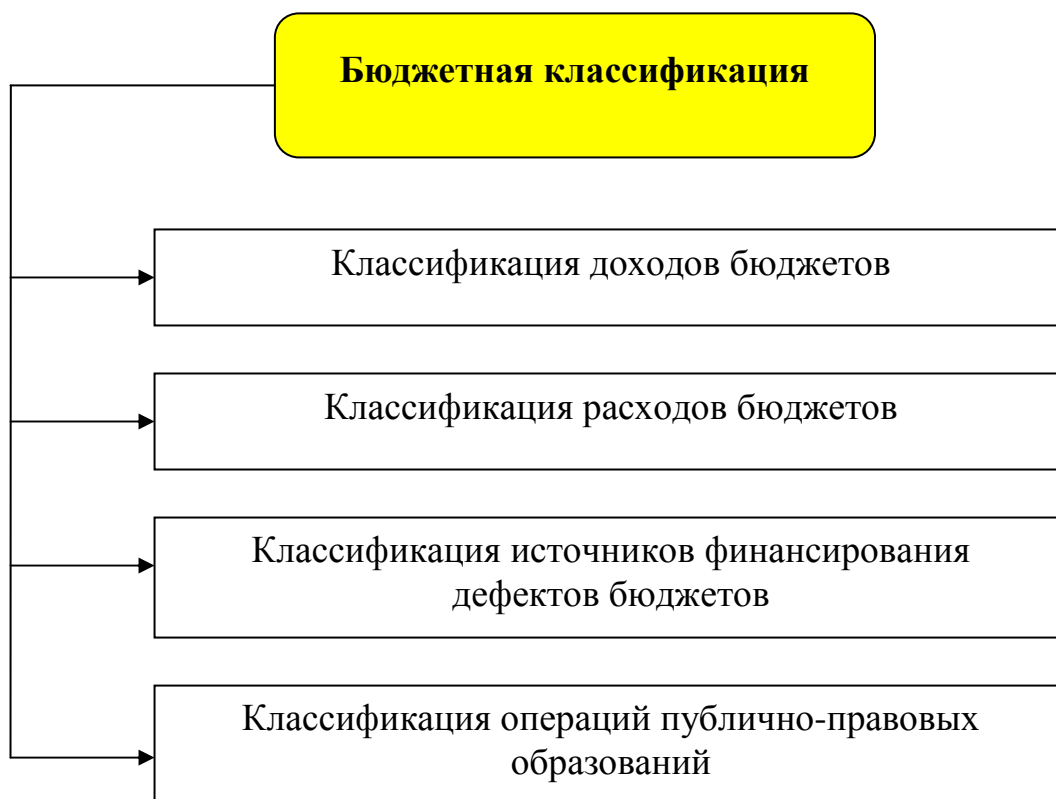 Бюджетная классификация
Классификация доходов бюджетов
Классификация расходов бюджетов
Классификация источников финансирования
дефектов бюджетов
Классификация операций публично-правовых
образований